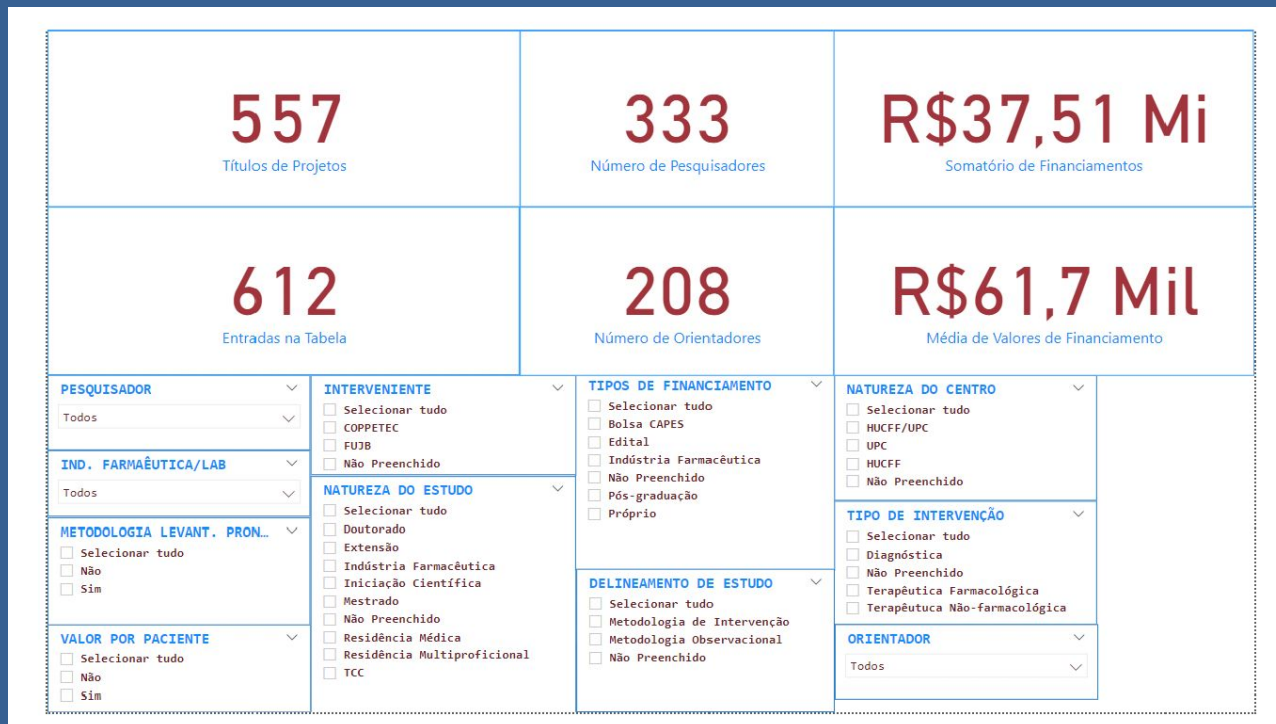 557
Títulos de Projetos
333
Número de Pesquisadores
R$37,51 Mi
Somatório de Financiamentos
612
Entradas na Tabela
208
Número de Orientadores
R$61,7 Mil
Média de Valores de Financiamento
PESQUISADOR
Todos
IND. FARMAÊUTICA/LAB
Todos
METODOLOGIA LEVANT. PRON...
Selecionar tudo
Não
Sim
VALOR POR PACIENTE
Selecionar tudo
Não
Sim
INTERVENIENTE
Selecionar tudo
COPPETEC
FUJB
Não Preenchido
NATUREZA DO ESTUDO
Selecionar tudo
Doutorado
Extensão
Indústria Farmacêutica
Iniciação Científica
Mestrado
Não Preenchido
Residência Médica
Residência Multiproficional
TCC
TIPOS DE FINANCIAMENTO
Selecionar tudo
Bolsa CAPES
Edital
Indústria Farmacêutica
Não Preenchido
Pós-graduação
Próprio
DELINEAMENTO DE ESTUDO
Selecionar tudo
Metodologia de Intervenção
Metodologia Observacional
Não Preenchido
NATUREZA DO CENTRO
Selecionar tudo
HUCFF/UPC
UPC
HUCFF
Não Preenchido
TIPO DE INTERVENÇÃO
Selecionar tudo
Diagnóstica
Não Preenchido
Terapêutica Farmacológica
Terapêutuca Não-farmacológica
ORIENTADOR
Todos